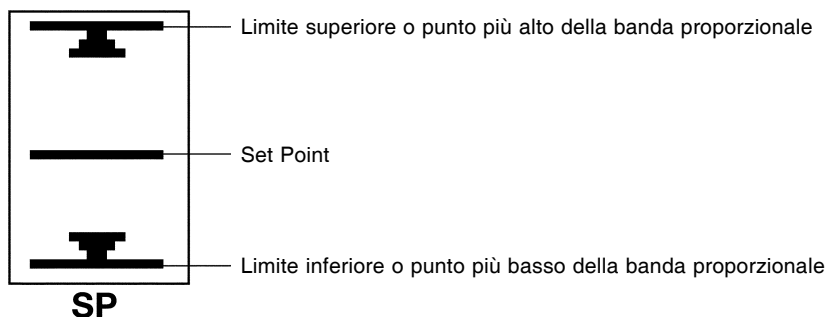 Limite superiore o punto più alto della banda proporzionale
Set Point
Limite inferiore o punto più basso della banda proporzionale
SP